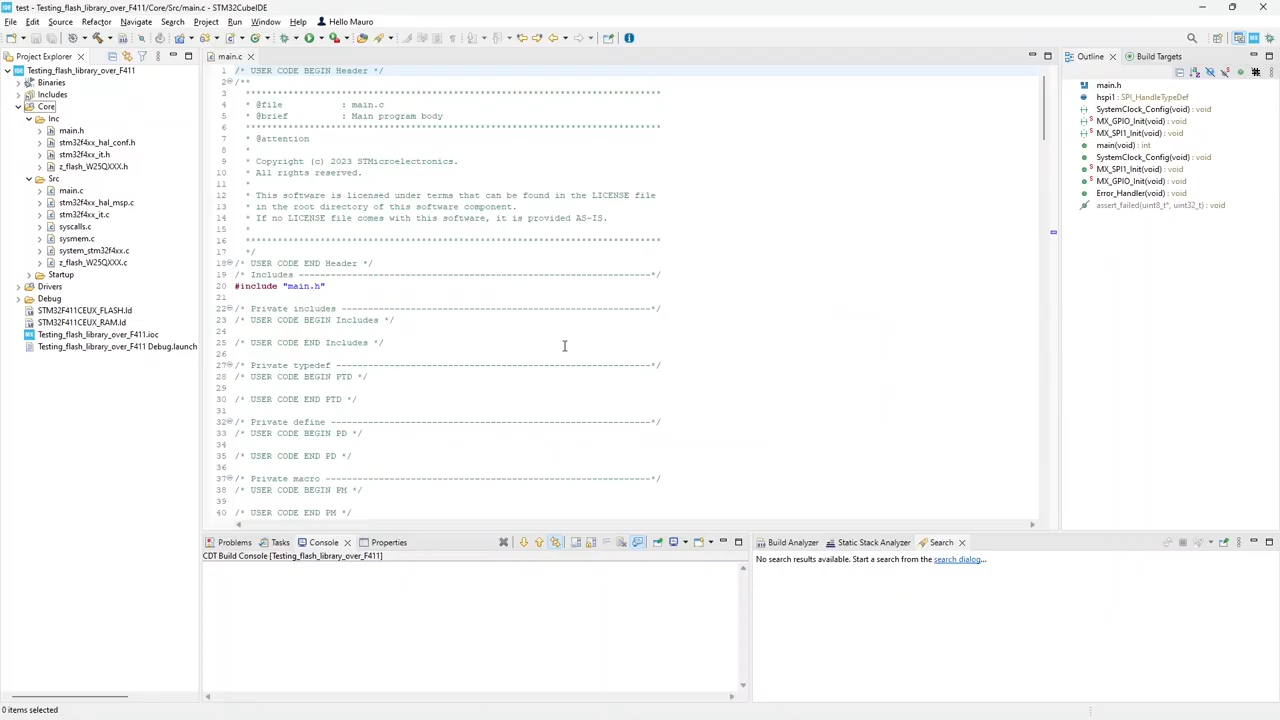 test - Testing_flash_library_over_F411/Core/Src/main.c - STM32CubeIDE
File Edit Source Refactor Navigate Search Project Run Window Help Hello Mauro
Project Explorer
Testing_flash_library_over_F411
Binaries
Includes
Core
Inc
main.h
stm32f4xx_hal_conf.h
stm32f4xx_it.h
z_flash_W25QXXX.h
Src
main.c
stm32f4xx_hal_msp.c
stm32f4xx_it.c
syscalls.c
sysmem.c
system_stm32f4xx.c
z_flash_W25QXXX.c
Startup
Drivers
Debug
STM32F411CEUX_FLASH.ld
STM32F411CEUX_RAM.ld
Testing_flash_library_over_F411.ioc
Testing_flash_library_over_F411 Debug.launch
main.c
1 /* USER CODE BEGIN Header */
2 /**
3 ******************************************************************************
4 * @file : main.c
5 * @brief : Main program body
6 ******************************************************************************
7 * @attention
8 *
9 * Copyright (c) 2023 STMicroelectronics.
10 * All rights reserved.
11 *
12 * This software is licensed under terms that can be found in the LICENSE file
13 * in the root directory of this software component.
14 * If no LICENSE file comes with this software, it is provided AS-IS.
15 *
16 ******************************************************************************
17 */
18 /* USER CODE END Header */
19 /* Includes ------------------------------------------------------------------*/
20 #include "main.h"
21
22 /* Private includes ----------------------------------------------------------*/
23 /* USER CODE BEGIN Includes */
24
25 /* USER CODE END Includes */
26
27 /* Private typedef -----------------------------------------------------------*/
28 /* USER CODE BEGIN PTD */
29
30 /* USER CODE END PTD */
31
32 /* Private define ------------------------------------------------------------*/
33 /* USER CODE BEGIN PD */
34
35 /* USER CODE END PD */
36
37 /* Private macro -------------------------------------------------------------*/
38 /* USER CODE BEGIN PM */
39
40 /* USER CODE END PM */
Outline Build Targets
main.h
hspi1 : SPI_HandleTypeDef
SystemClock_Config(void) : void
MX_GPIO_Init(void) : void
MX_SPI1_Init(void) : void
main(void) : int
SystemClock_Config(void) : void
MX_SPI1_Init(void) : void
MX_GPIO_Init(void) : void
Error_Handler(void) : void
assert_failed(uint8_t*, uint32_t) : void
Problems Tasks Console Properties
CDT Build Console [Testing_flash_library_over_F411]
Build Analyzer Static Stack Analyzer Search
No search results available. Start a search from the search dialog...
0 items selected